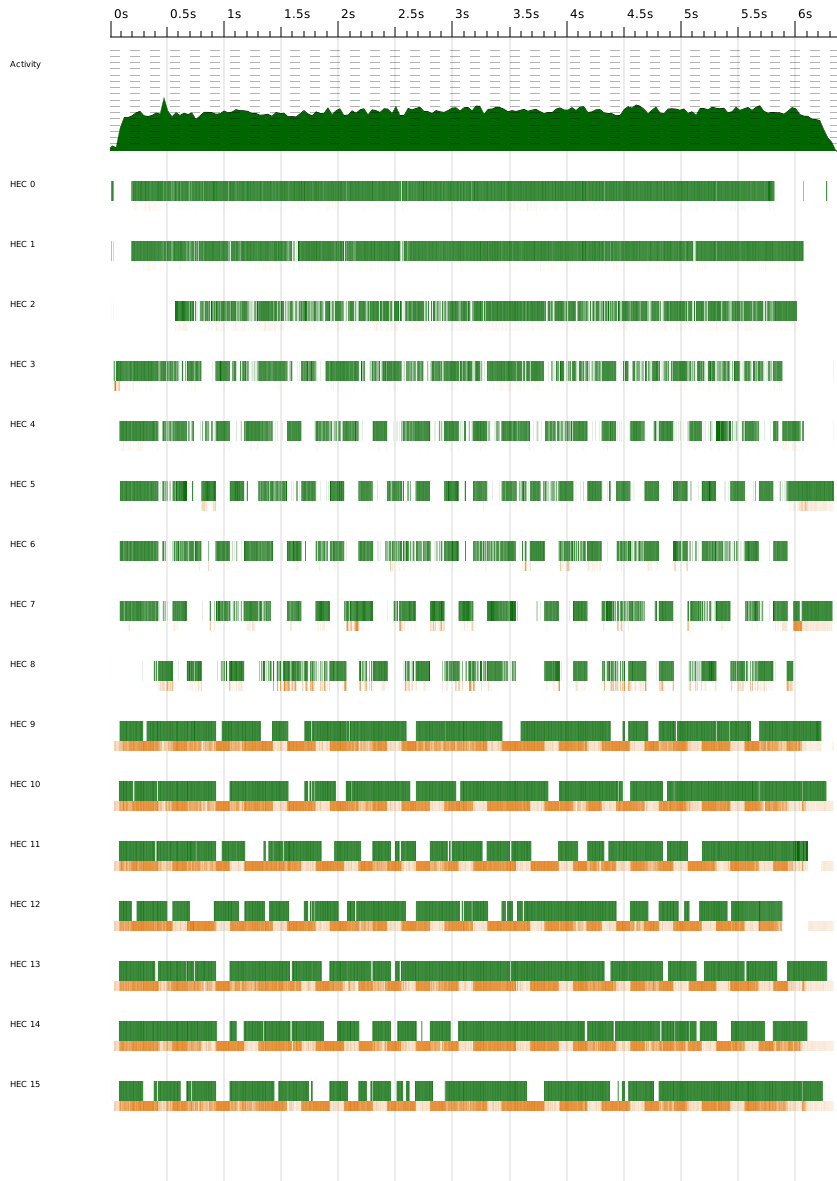 0s 0.5s 1s 1.5s 2s 2.5s 3s 3.5s 4s 4.5s 5s 5.5s 6s
Activity
HEC 0
HEC 1
HEC 2
HEC 3
HEC 4
HEC 5
HEC 6
HEC 7
HEC 8
HEC 9
HEC 10
HEC 11
HEC 12
HEC 13
HEC 14
HEC 15